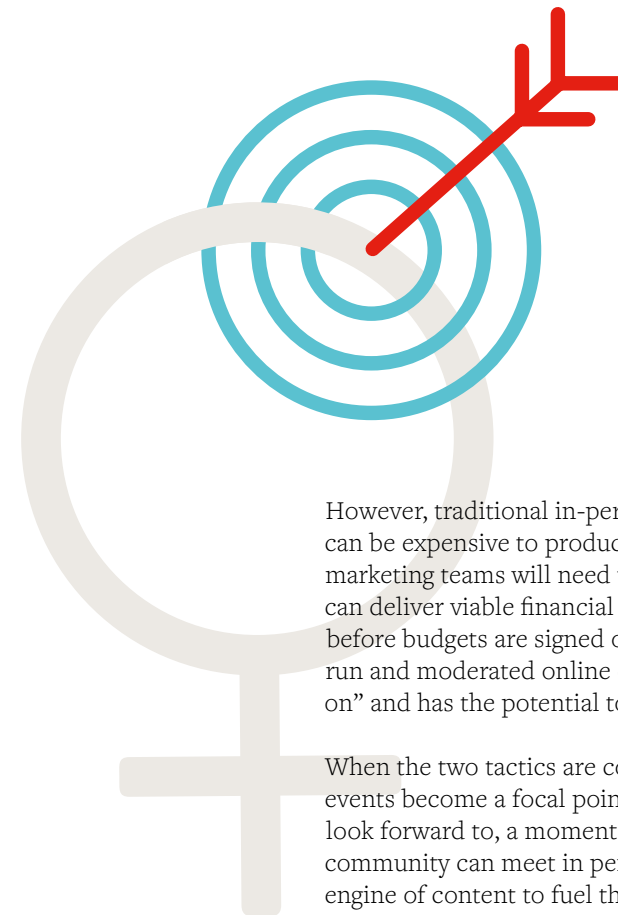 However, traditional in-per
can be expensive to produc
marketing teams will need
can deliver viable financial
before budgets are signed o
run and moderated online
on” and has the potential to
When the two tactics are co
events become a focal poin
look forward to, a moment
community can meet in per
engine of content to fuel th